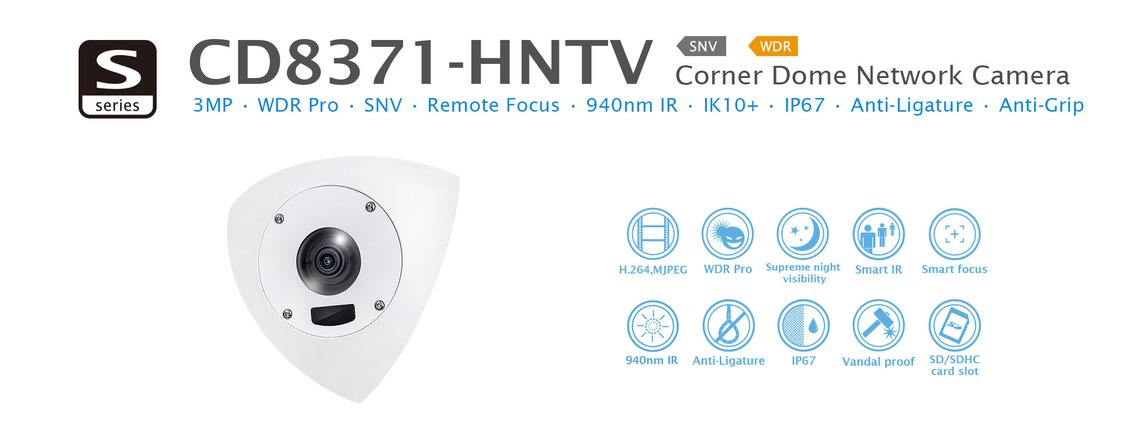 S
series
CD8371-HNTV
SNV
WDR
Corner Dome Network Camera
3MP · WDR Pro · SNV · Remote Focus · 940nm IR · IK10+ · IP67 · Anti-Ligature · Anti-Grip
H.264,MJPEG
WDR Pro
Supreme night
visibility
Smart IR
Smart focus
940nm IR
Anti-Ligature
IP67
Vandal proof
SD/SDHC
card slot